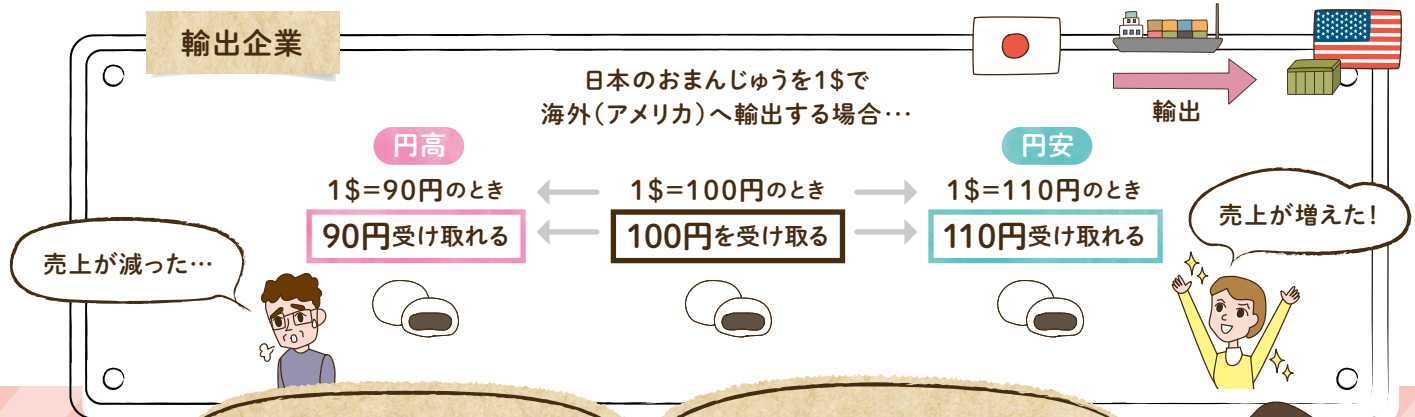 輸出企業
日本のおまんじゅうを1$で
海外(アメリカ)へ輸出する場合…
輸出
円高
円安
1$=90円のとき
1$=100円のとき
1$=110円のとき
90円受け取れる
100円を受け取る
110円受け取れる
売上が減った…
売上が増えた!